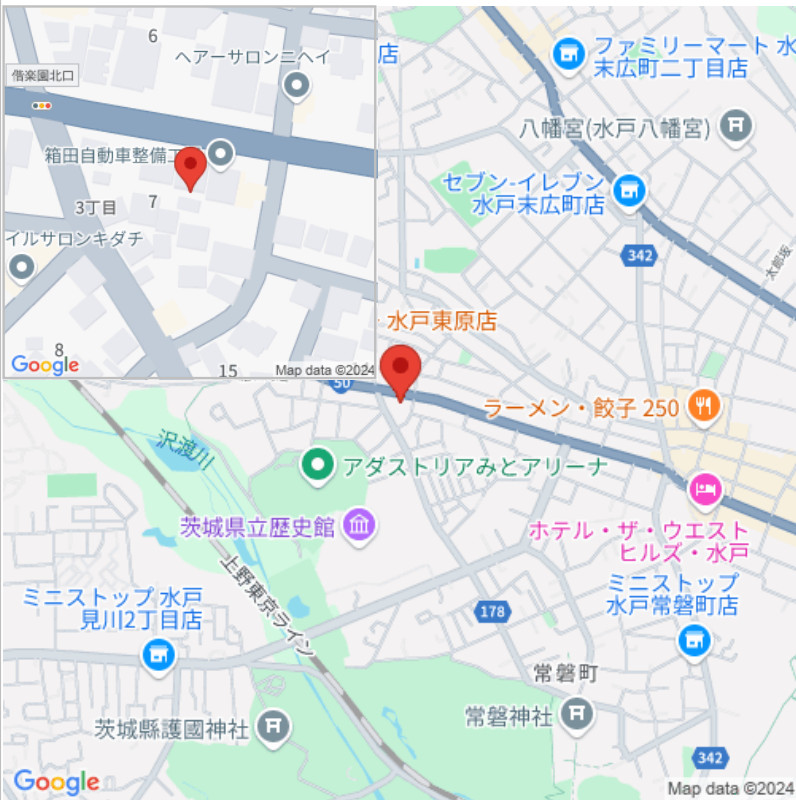 6
ヘアーサロンニヘイ
偕楽園北口
箱田自動車整備工
3丁目
7
イルサロンキダチ
8
15
Google
Map data ©2024
店
ファミリーマート 水
末広町二丁目店
八幡宮(水戸八幡宮)
セブン-イレブン
水戸末広町店
342
太郎坂
水戸東原店
50
ラーメン・餃子 250
沢渡川
アダストリアみとアリーナ
茨城県立歴史館
ホテル・ザ・ウエスト
ヒルズ・水戸
上野東京ライン
ミニストップ 水戸
見川2丁目店
ミニストップ
水戸常磐町店
178
常磐町
常磐神社
茨城縣護國神社
342
Google
Map data ©2024